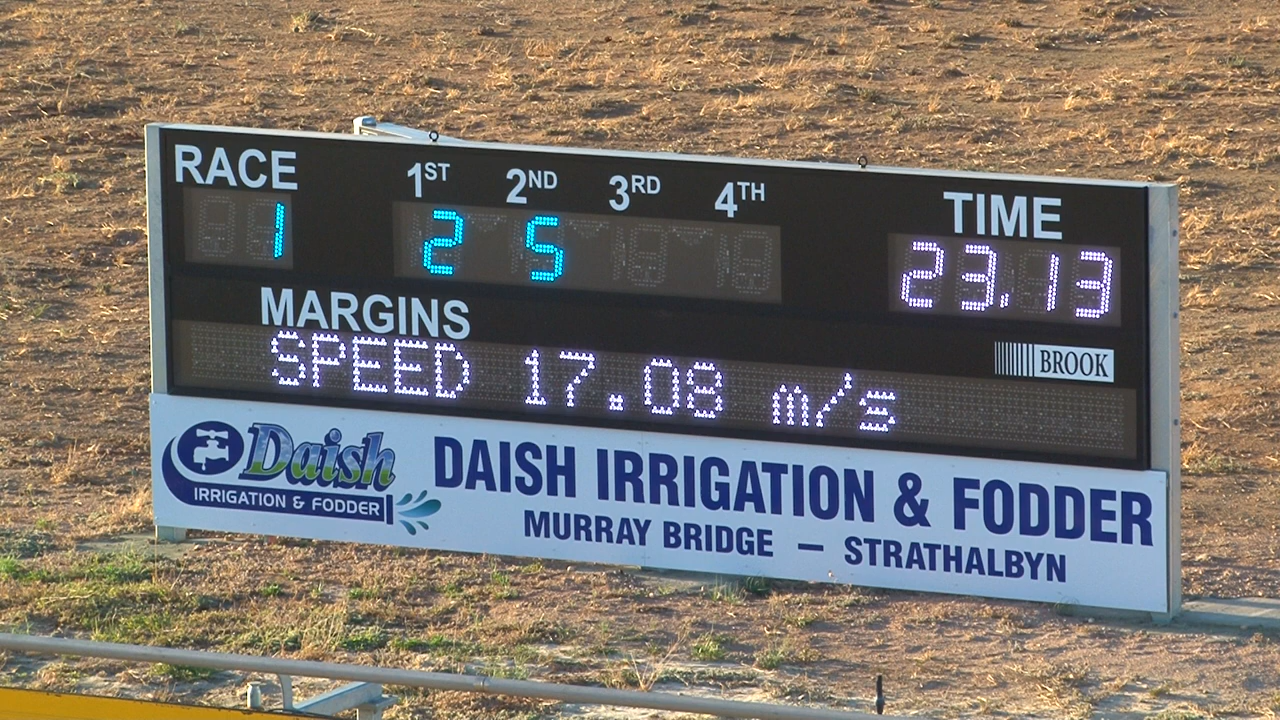 RACE 1ST 2ND 3RD 4TH TIME
1 2 5 23.13
MARGINS
BROOK
SPEED 17.08 m/s
Daish
IRRIGATION & FODDER
DAISH IRRIGATION & FODDER
MURRAY BRIDGE – STRATHALBYN